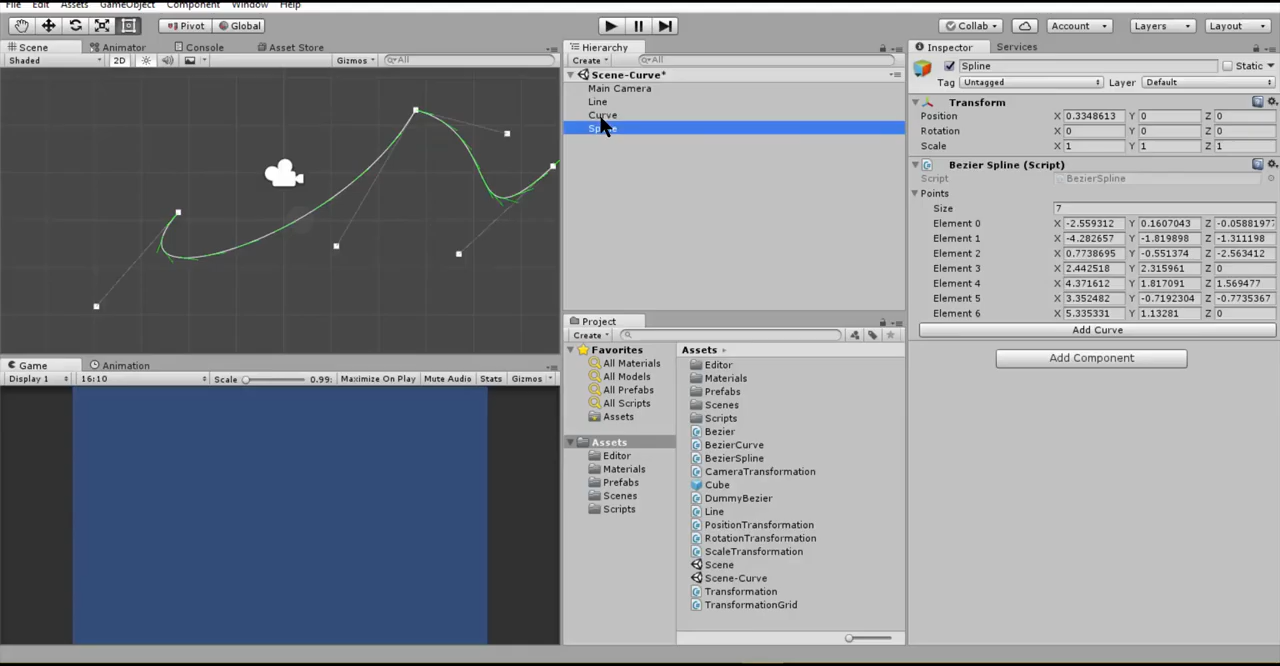 File Edit Assets GameObject Component Window Help
Pivot Global Collab Account Layers Layout
Scene Animator Console Asset Store
Shaded 2D Gizmos All
Hierarchy
Create All
Scene-Curve*
Main Camera
Line
Curve
Inspector Services
Spline Static
Tag Untagged Layer Default
Transform
Position X 0.3348613 Y 0 Z 0
Rotation X 0 Y 0 Z 0
Scale X 1 Y 1 Z 1
Bezier Spline (Script)
Script BezierSpline
Points
Size 7
Element 0 X -2.559312 Y 0.1607043 Z -0.0588197
Element 1 X -4.282657 Y -1.819898 Z -1.311198
Element 2 X 0.7738695 Y -0.551374 Z -2.563412
Element 3 X 2.442518 Y 2.315961 Z 0
Element 4 X 4.371612 Y 1.817091 Z 1.569477
Element 5 X 3.352482 Y -0.7192304 Z -0.7735367
Element 6 X 5.335331 Y 1.13281 Z 0
Add Curve
Add Component
Game Animation
Display 1 16:10 Scale 0.99: Maximize On Play Mute Audio Stats Gizmos
Project
Create
Favorites
All Materials
All Models
All Prefabs
All Scripts
Assets
Assets
Editor
Materials
Prefabs
Scenes
Scripts
Assets
Editor
Materials
Prefabs
Scenes
Scripts
Bezier
BezierCurve
BezierSpline
CameraTransformation
Cube
DummyBezier
Line
PositionTransformation
RotationTransformation
ScaleTransformation
Scene
Scene-Curve
Transformation
TransformationGrid